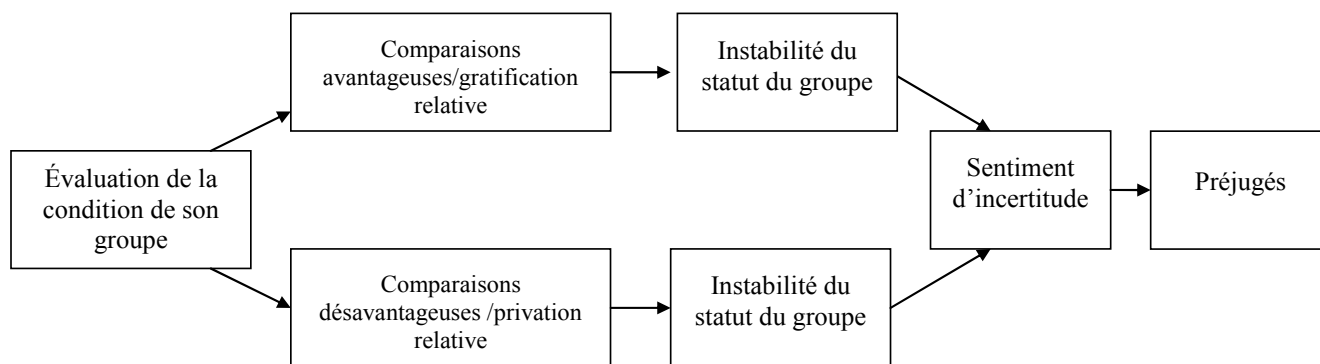 Évaluation de la
condition de son
groupe
Comparaisons
avantageuses/gratification
relative
Instabilité du
statut du groupe
Comparaisons
désavantageuses /privation
relative
Instabilité du
statut du groupe
Sentiment
d’incertitude
Préjugés